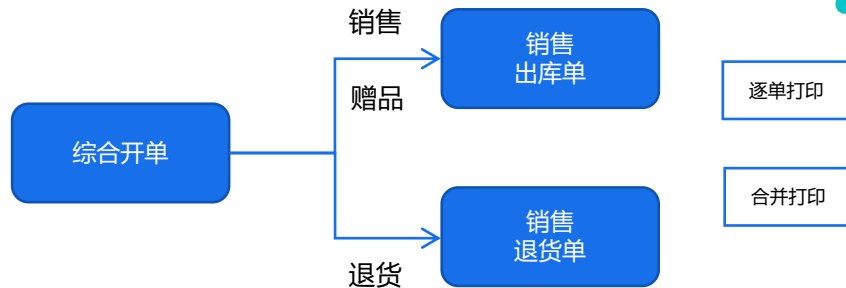 销售
销售
出库单
赠品
逐单打印
综合开单
合并打印
销售
退货单
退货